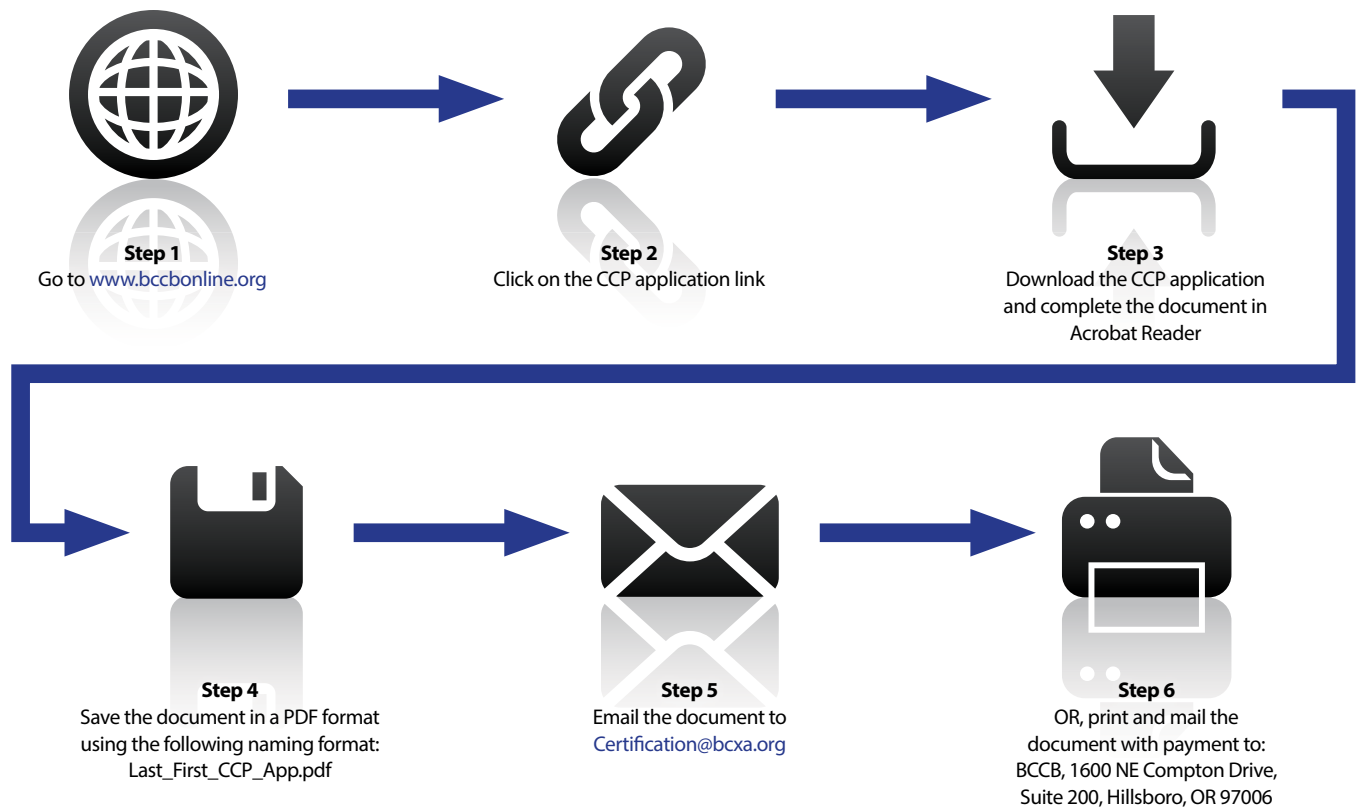 Step 1
Go to www.bccbonline.org
Step 2
Click on the CCP application link
Step 3
Download the CCP application
and complete the document in
Acrobat Reader
Step 4
Save the document in a PDF format
using the following naming format:
Last_First_CCP_App.pdf
Step 5
Email the document to
Certification@bcxa.org
Step 6
OR, print and mail the
document with payment to:
BCCB, 1600 NE Compton Drive,
Suite 200, Hillsboro, OR 97006